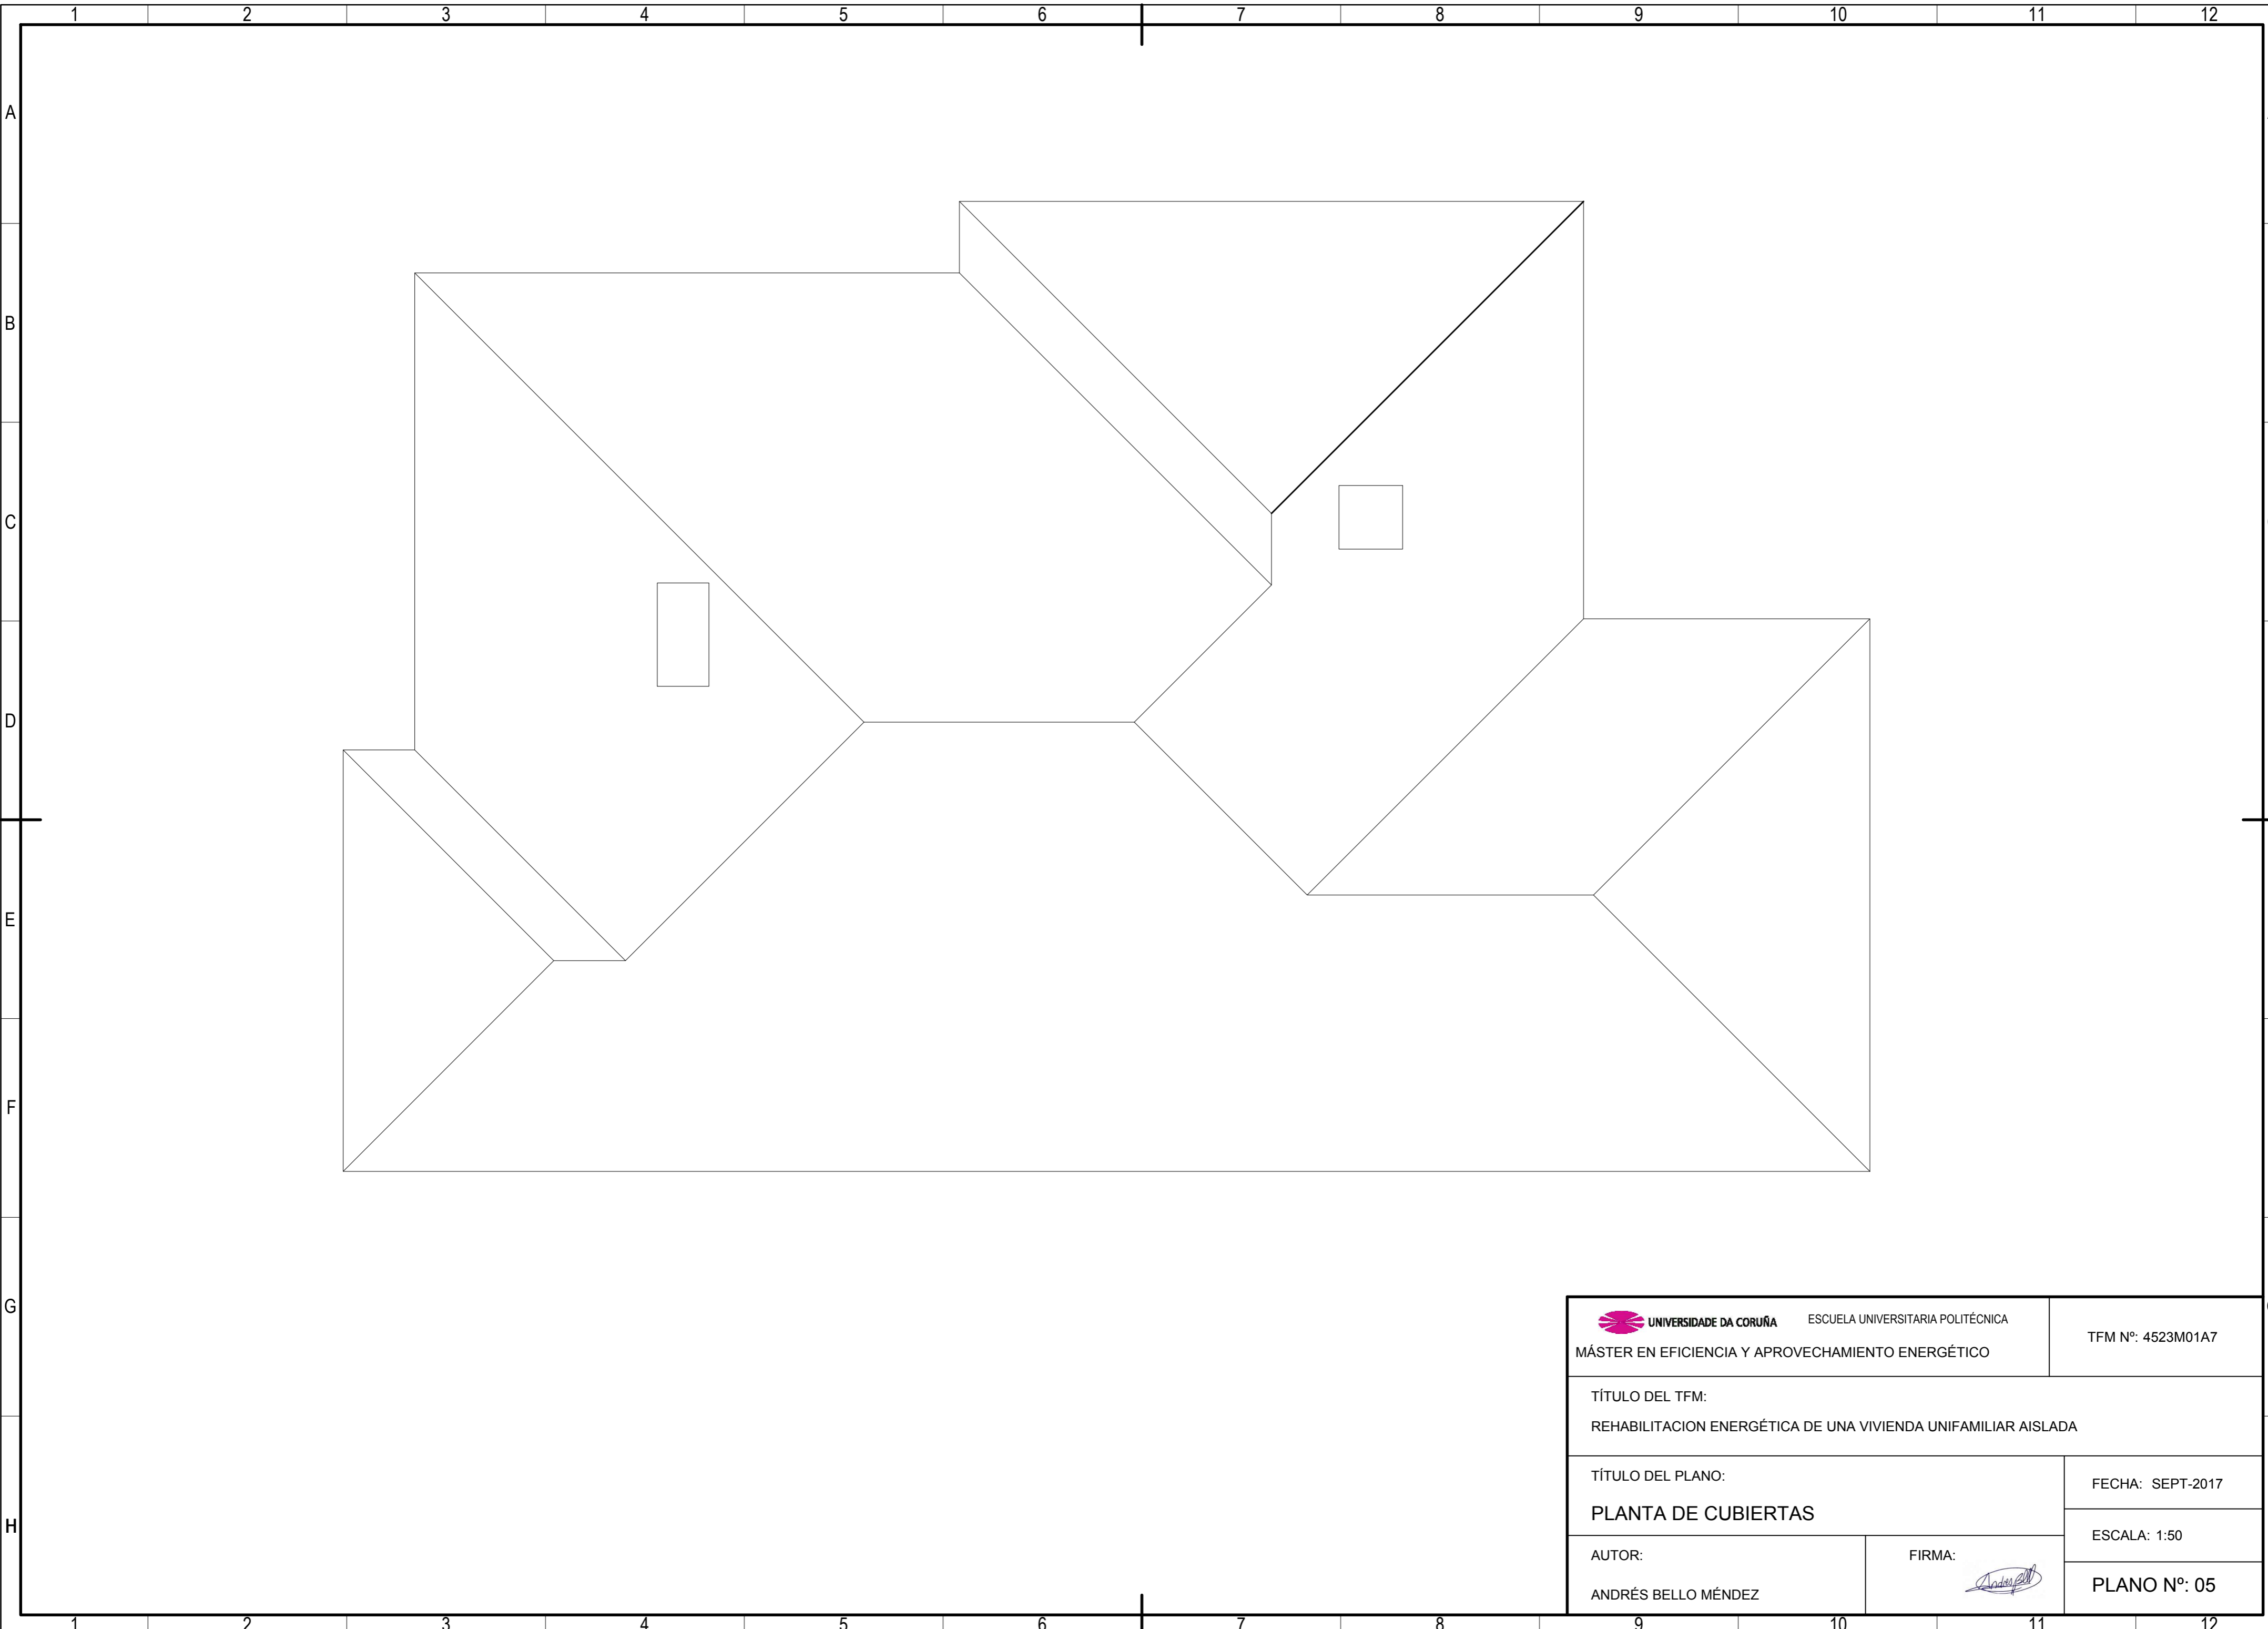 1 2 3 4 5 6 7 8 9 10 11 12
A
B
C
D
E
F
G
H
UNIVERSIDADE DA CORUÑA ESCUELA UNIVERSITARIA POLITÉCNICA
MÁSTER EN EFICIENCIA Y APROVECHAMIENTO ENERGÉTICO
TFM Nº: 4523M01A7
TÍTULO DEL TFM:
REHABILITACION ENERGÉTICA DE UNA VIVIENDA UNIFAMILIAR AISLADA
TÍTULO DEL PLANO:
PLANTA DE CUBIERTAS
FECHA: SEPT-2017
ESCALA: 1:50
AUTOR:
ANDRÉS BELLO MÉNDEZ
FIRMA:
Andrés Bell
PLANO Nº: 05
1 2 3 4 5 6 7 8 9 10 11 12